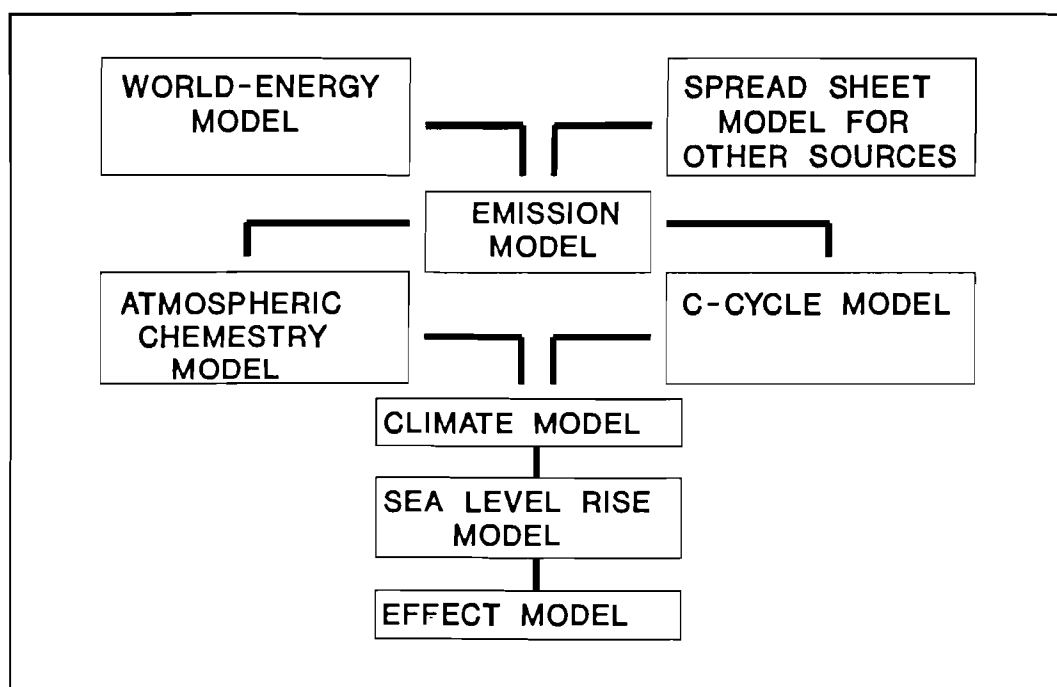 WORLD-ENERGY
MODEL
SPREAD SHEET
MODEL FOR
OTHER SOURCES
EMISSION
MODEL
ATMOSPHERIC
CHEMESTRY
MODEL
C-CYCLE MODEL
CLIMATE MODEL
SEA LEVEL RISE
MODEL
EFFECT MODEL